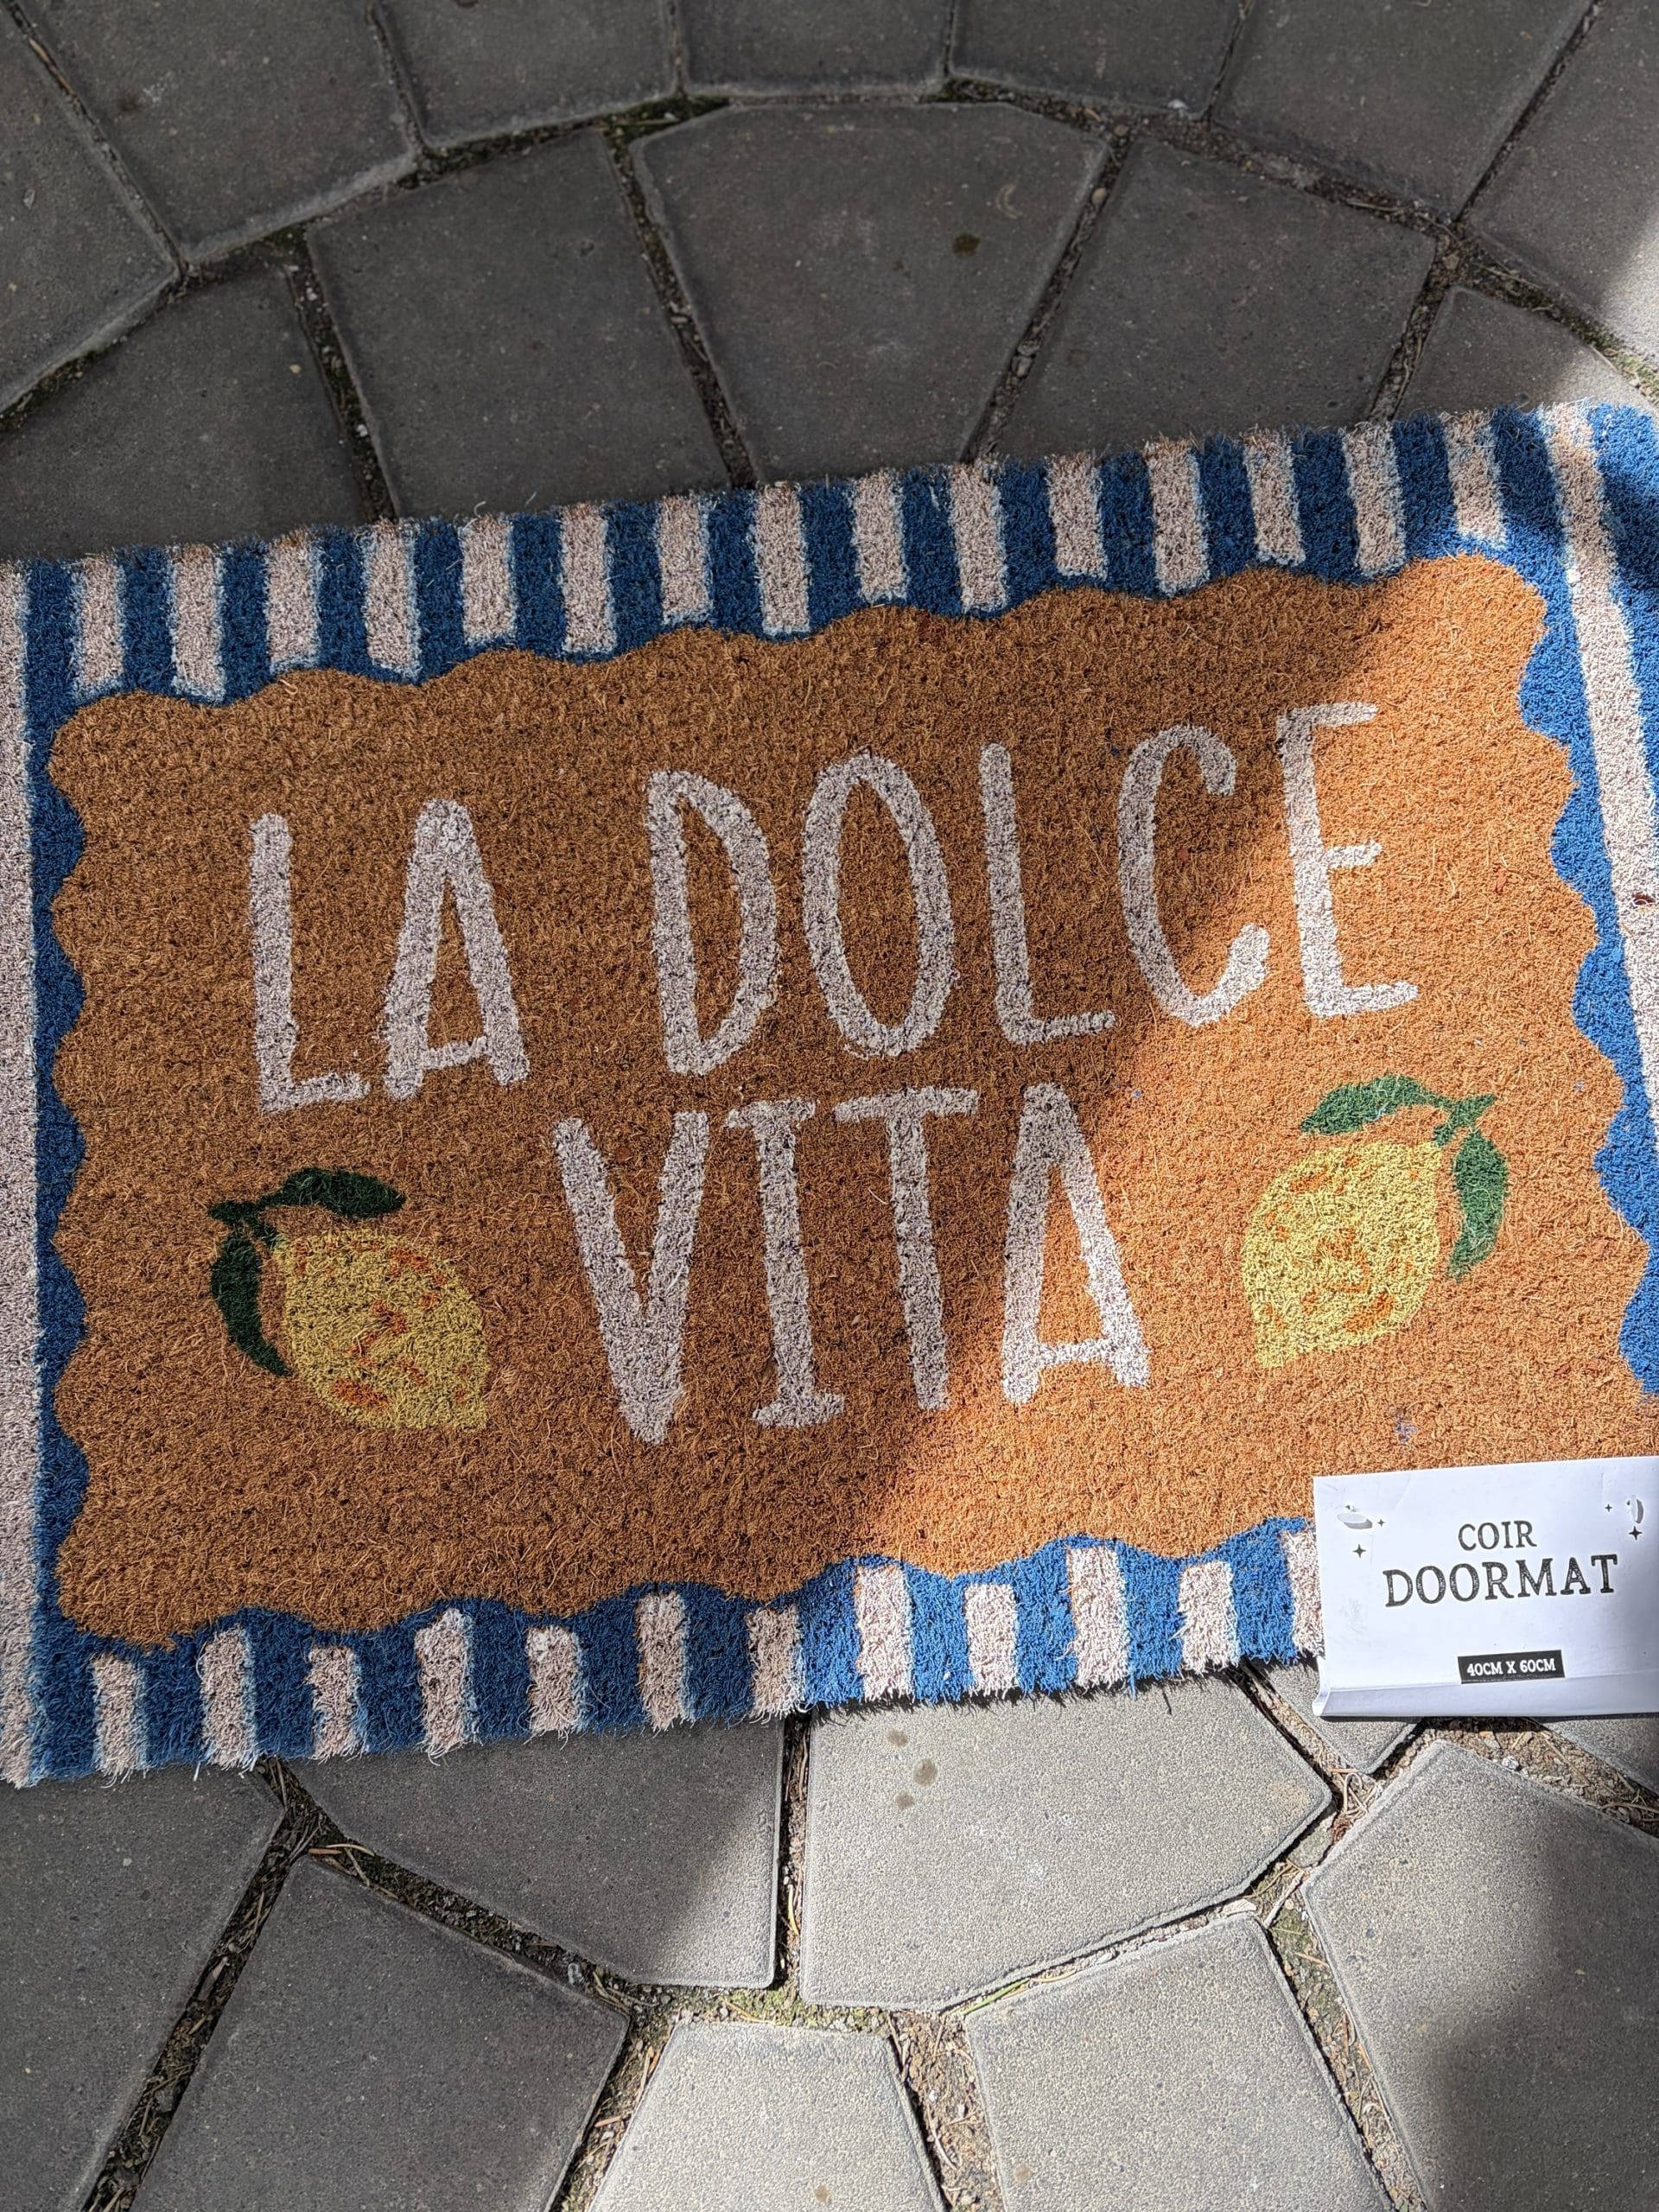 LA DOLCE
VITA
COIR
DOORMAT
40CM X 60CM